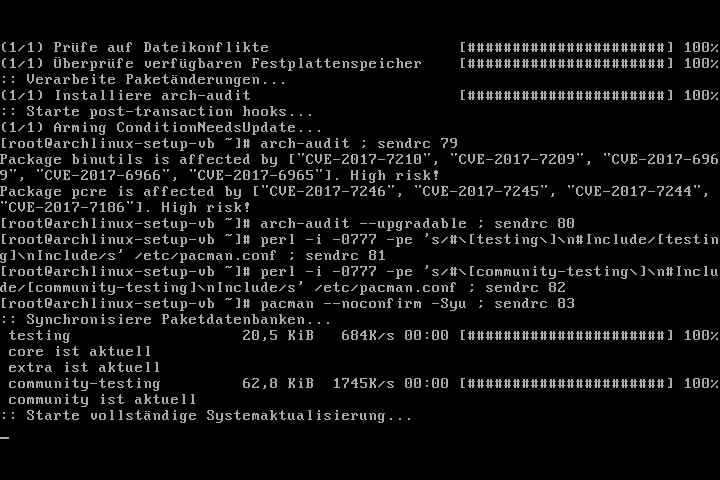 (1/1) Prüfe auf Dateikonflikte                     [######################] 100%
(1/1) Überprüfe verfügbaren Festplattenspeicher    [######################] 100%
:: Verarbeite Paketänderungen...
(1/1) Installiere arch-audit                       [######################] 100%
:: Starte post-transaction hooks...
(1/1) Arming ConditionNeedsUpdate...
[root@archlinux-setup-vb ~]# arch-audit ; sendrc 79
Package binutils is affected by ["CVE-2017-7210", "CVE-2017-7209", "CVE-2017-696
9", "CVE-2017-6966", "CVE-2017-6965"]. High risk!
Package pcre is affected by ["CVE-2017-7246", "CVE-2017-7245", "CVE-2017-7244",
"CVE-2017-7186"]. High risk!
[root@archlinux-setup-vb ~]# arch-audit --upgradable ; sendrc 80
[root@archlinux-setup-vb ~]# perl -i -0777 -pe 's/#\[testing\]\n#Include/[testin
g]\nInclude/s' /etc/pacman.conf ; sendrc 81
[root@archlinux-setup-vb ~]# perl -i -0777 -pe 's/#\[community-testing\]\n#Inclu
de/[community-testing]\nInclude/s' /etc/pacman.conf ; sendrc 82
[root@archlinux-setup-vb ~]# pacman --noconfirm -Syu ; sendrc 83
:: Synchronisiere Paketdatenbanken...
 testing                   20,5 KiB   684K/s 00:00 [######################] 100%
 core ist aktuell
 extra ist aktuell
 community-testing         62,8 KiB  1745K/s 00:00 [######################] 100%
 community ist aktuell
:: Starte vollständige Systemaktualisierung...